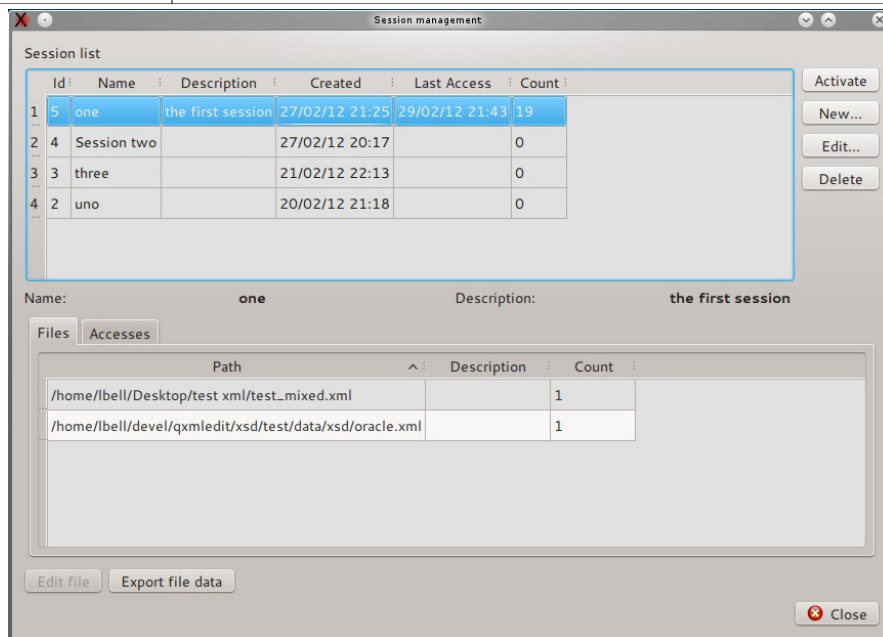 Session management
Session list
Id Name Description Created Last Access Count
1 5 one the first session 27/02/12 21:25 29/02/12 21:43 19
2 4 Session two 27/02/12 20:17 0
3 3 three 21/02/12 22:13 0
4 2 uno 20/02/12 21:18 0
Activate
New...
Edit...
Delete
Name: one Description: the first session
Files Accesses
Path Description Count
/home/lbell/Desktop/test xml/test_mixed.xml 1
/home/lbell/devel/qxmledit/xsd/test/data/xsd/oracle.xml 1
Edit file Export file data
Close